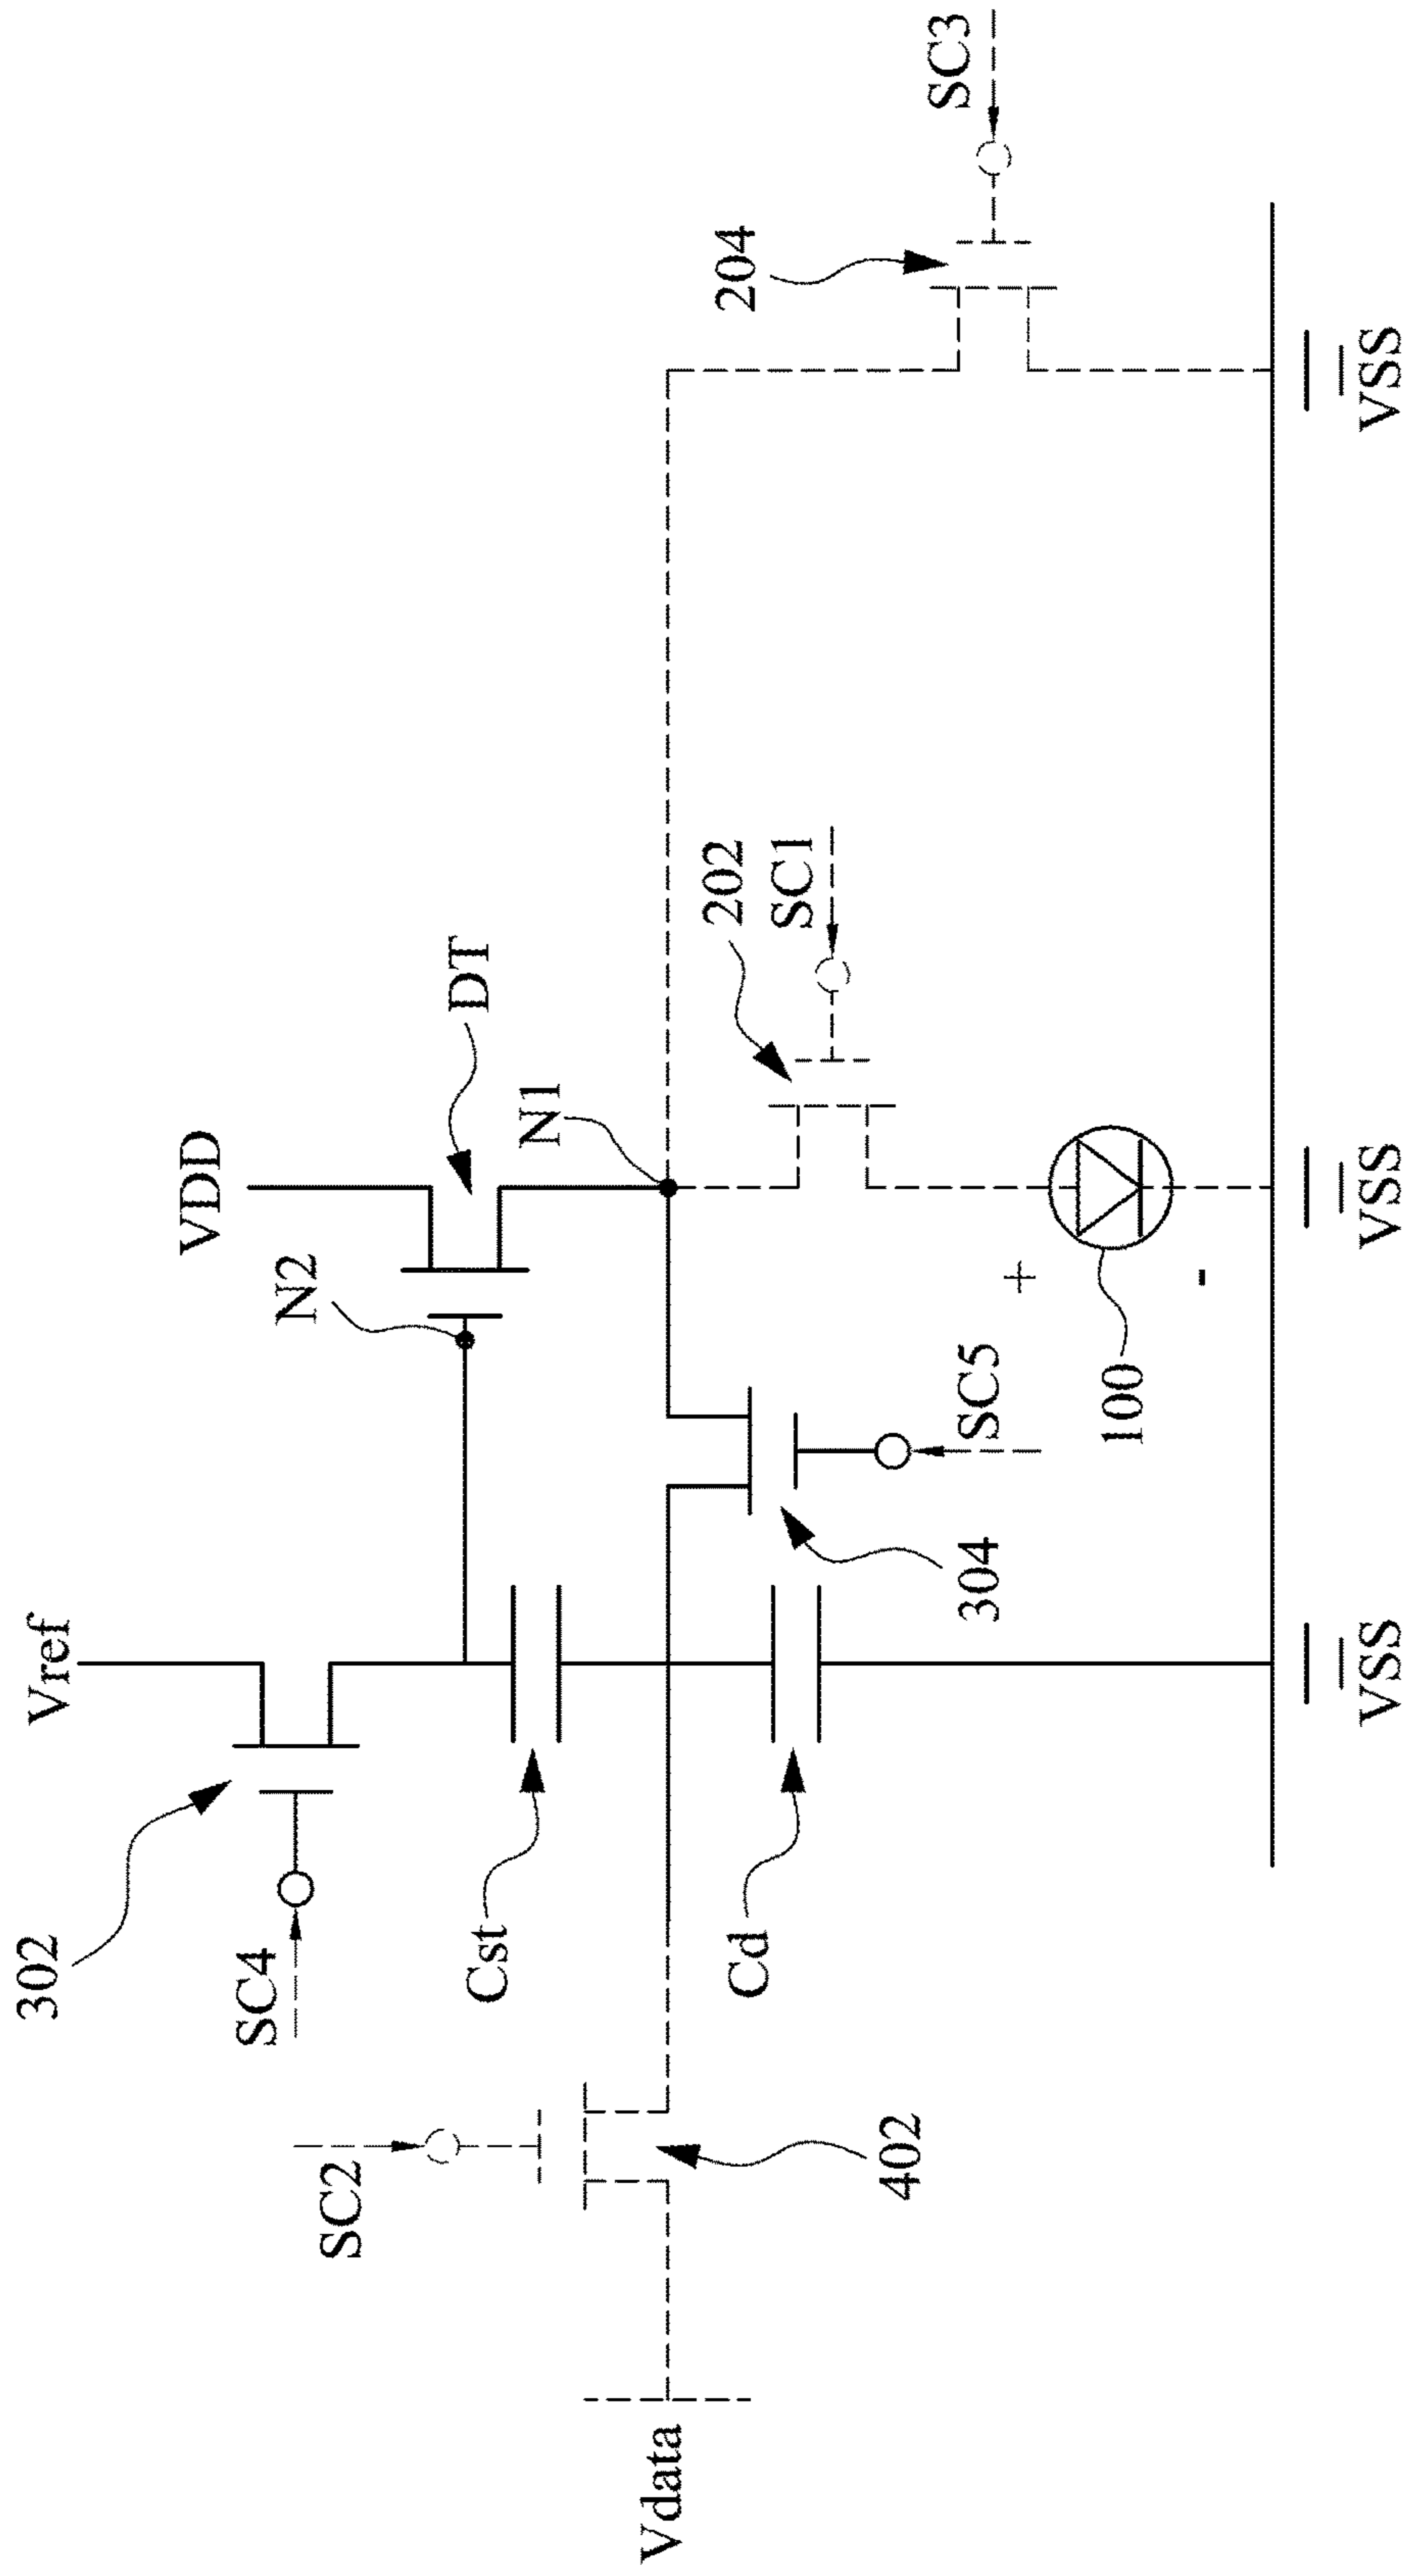 Vref
VDD
302
SC4
N2
DT
SC2
Cst
N1
Vdata
402
Cd
304
SC5
202
SC1
204
SC3
+
-
100
VSS
VSS
VSS